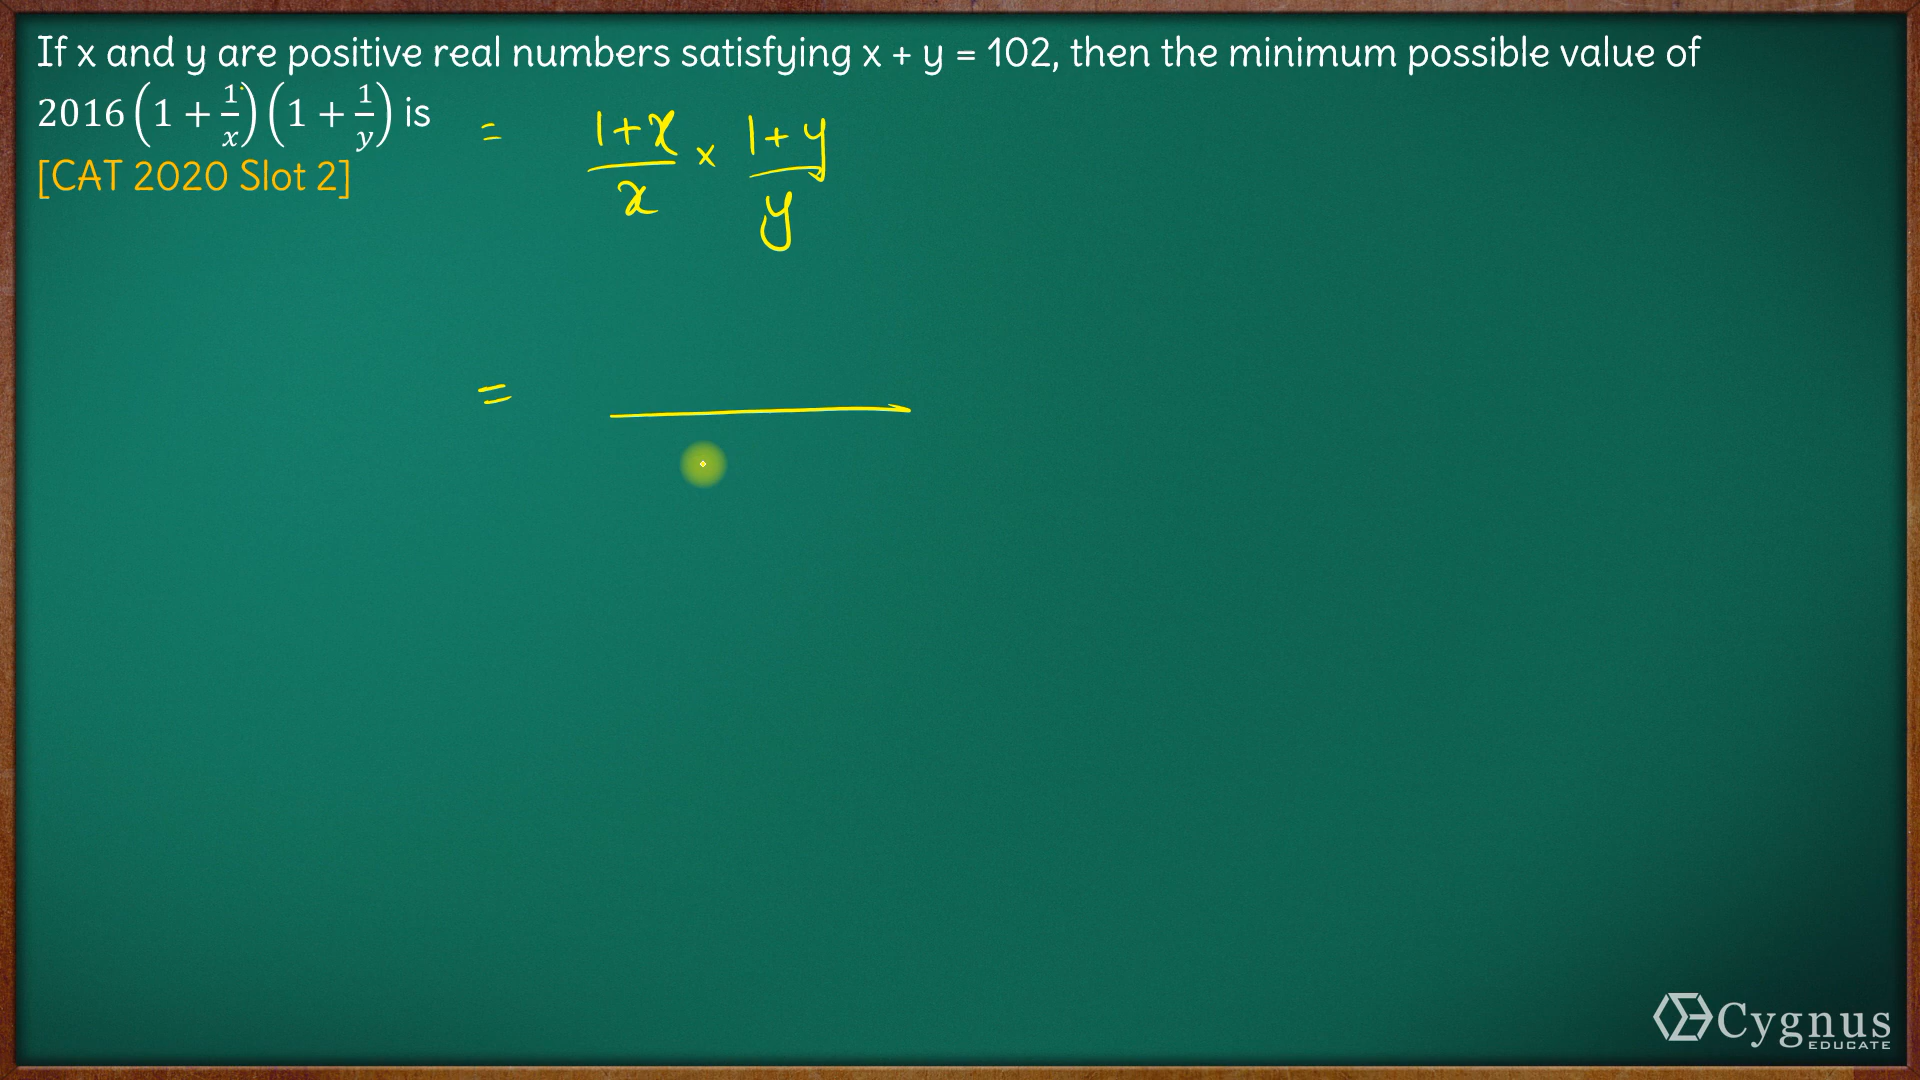 If x and y are positive real numbers satisfying x + y = 102, then the minimum possible value of
2016(1 + 1/x)(1 + 1/y) is
= (1+x)/x × (1+y)/y
[CAT 2020 Slot 2]
=
Cygnus
EDUCATE